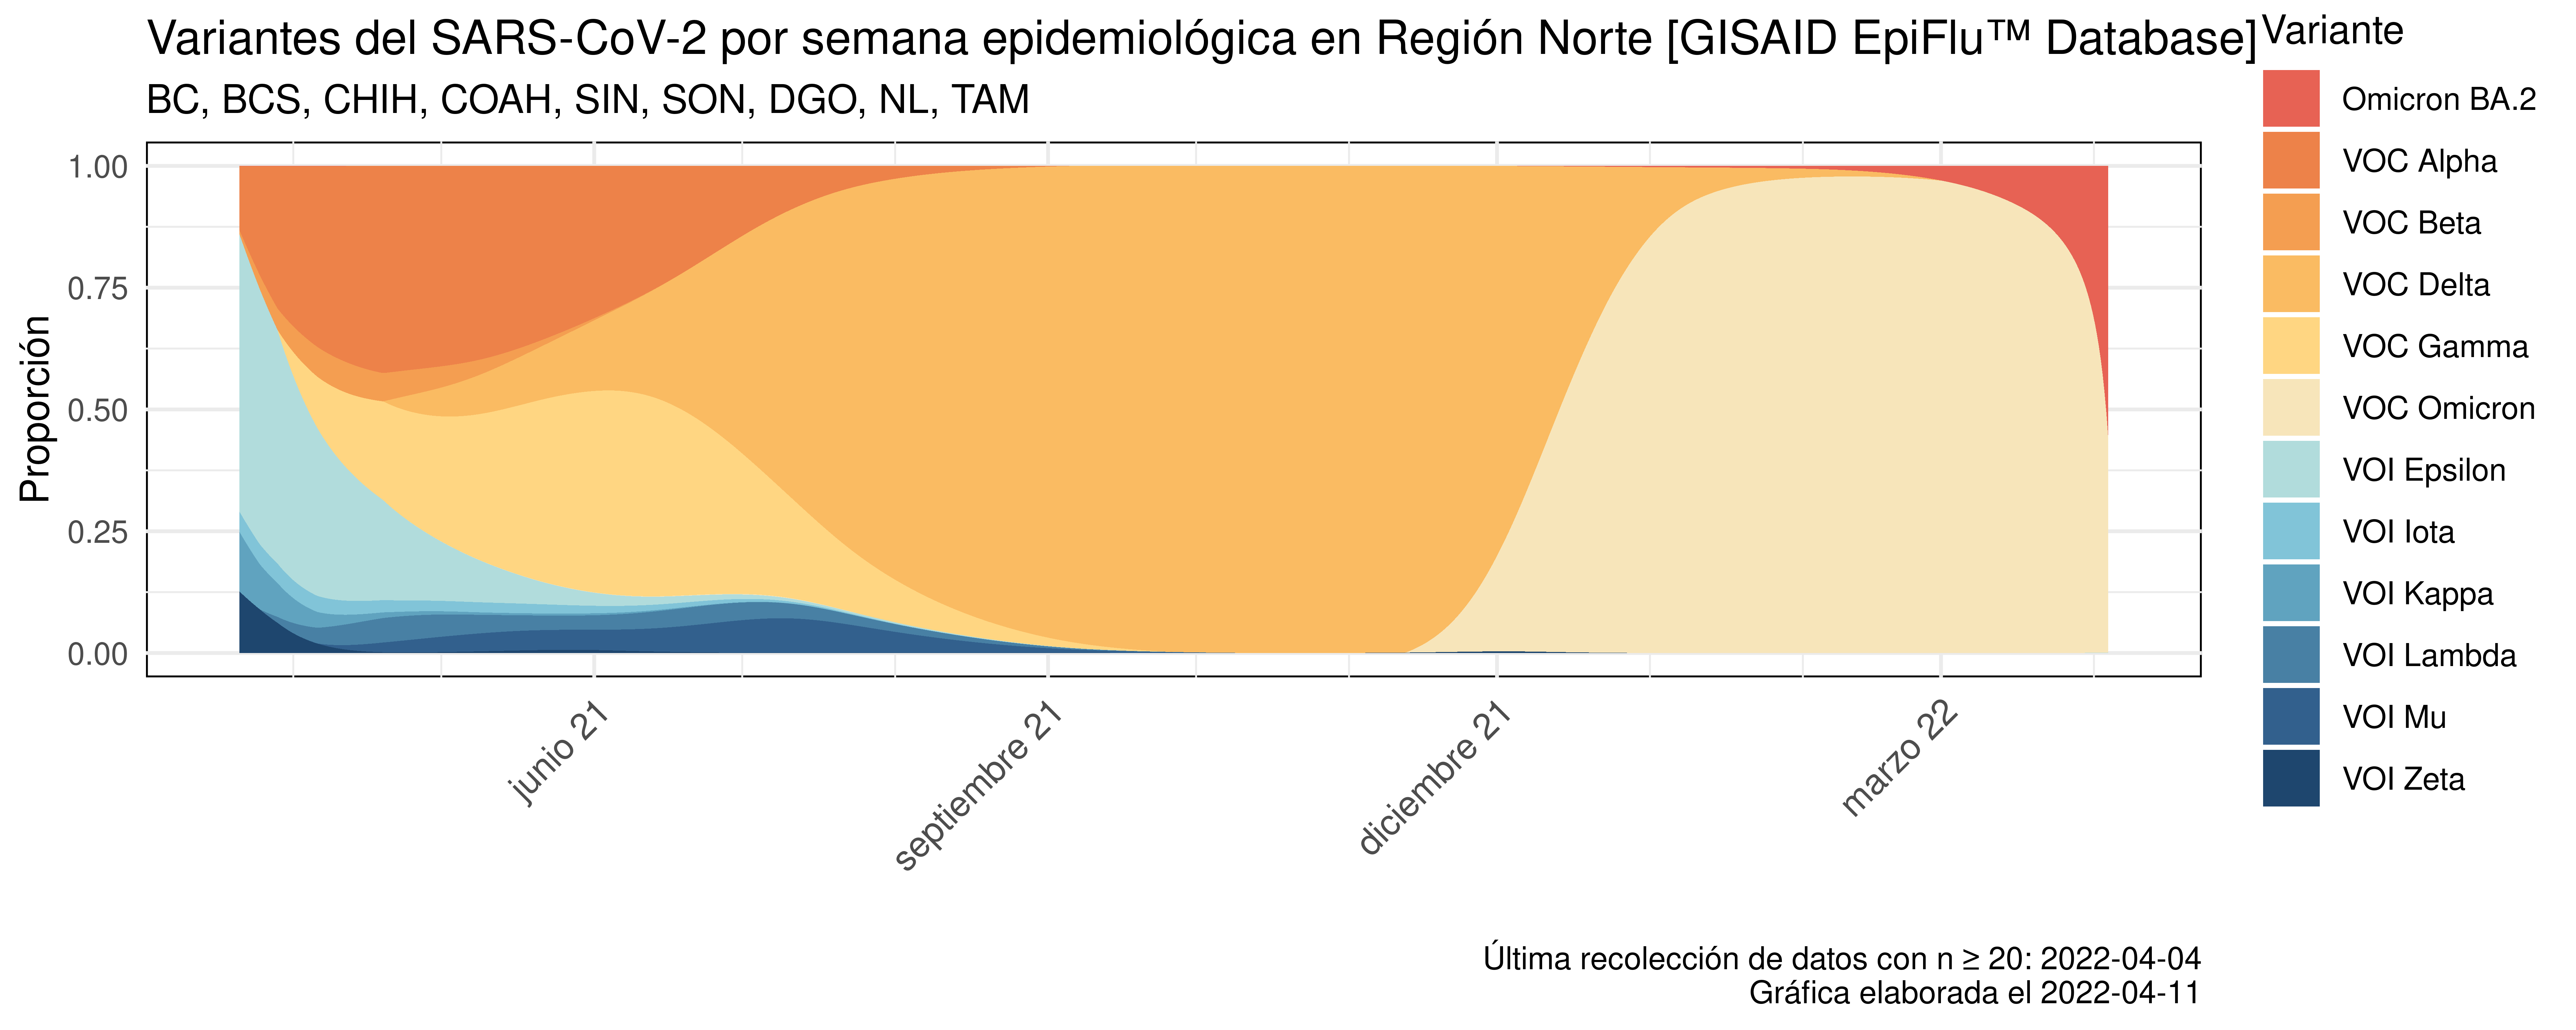 Variantes del SARS-CoV-2 por semana epidemiológica en Región Norte [GISAID EpiFlu™ Database]
BC, BCS, CHIH, COAH, SIN, SON, DGO, NL, TAM
Proporción
1.00
0.75
0.50
0.25
0.00
junio 21
septiembre 21
diciembre 21
marzo 22
Variante
Omicron BA.2
VOC Alpha
VOC Beta
VOC Delta
VOC Gamma
VOC Omicron
VOI Epsilon
VOI Iota
VOI Kappa
VOI Lambda
VOI Mu
VOI Zeta
Última recolección de datos con n ≥ 20: 2022-04-04
Gráfica elaborada el 2022-04-11